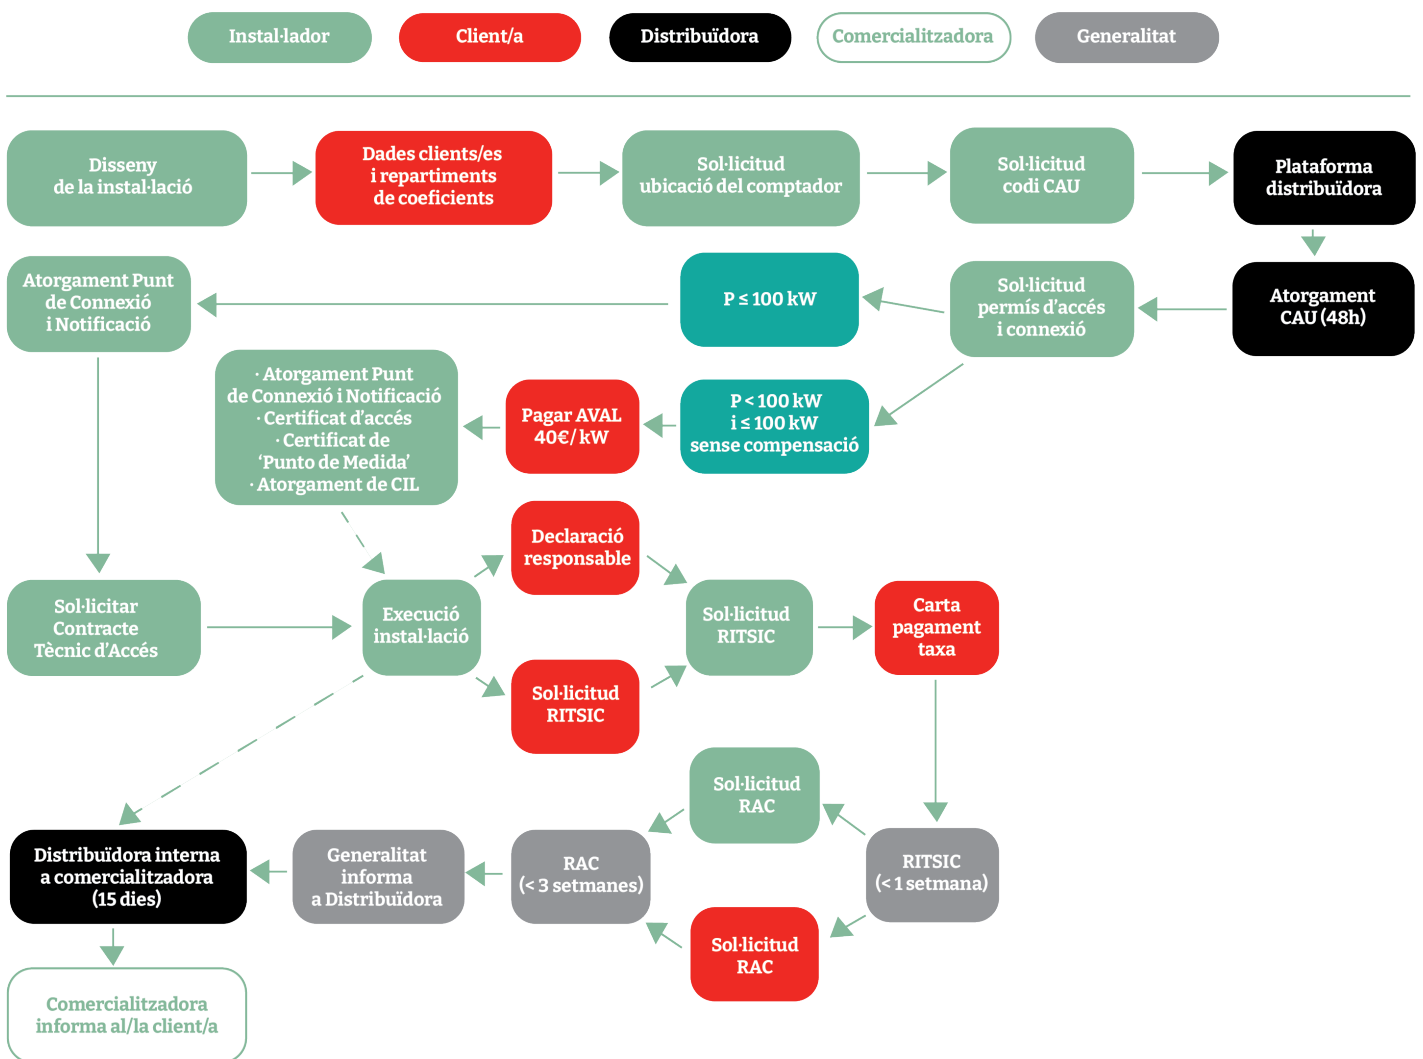 Instal·lador
Client/a
Distribuïdora
Comercialitzadora
Generalitat
Disseny
de la instal·lació
Dades clients/es
i repartiments
de coeficients
Sol·licitud
ubicació del comptador
Sol·licitud
codi CAU
Plataforma
distribuïdora
Atorgament Punt
de Connexió
i Notificació
P ≤ 100 kW
Sol·licitud
permís d'accés
i connexió
Atorgament
CAU (48h)
· Atorgament Punt
de Connexió i Notificació
· Certificat d'accés
· Certificat de
‘Punto de Medida’
· Atorgament de CIL
Pagar AVAL
40€/ kW
P < 100 kW
i ≤ 100 kW
sense compensació
Declaració
responsable
Sol·licitar
Contracte
Tècnic d'Accés
Execució
instal·lació
Sol·licitud
RITSIC
Sol·licitud
RITSIC
Carta
pagament
taxa
Sol·licitud
RAC
Distribuïdora interna
a comercialitzadora
(15 dies)
Generalitat
informa
a Distribuïdora
RAC
(< 3 setmanes)
RITSIC
(< 1 setmana)
Sol·licitud
RAC
Comercialitzadora
informa al/la client/a